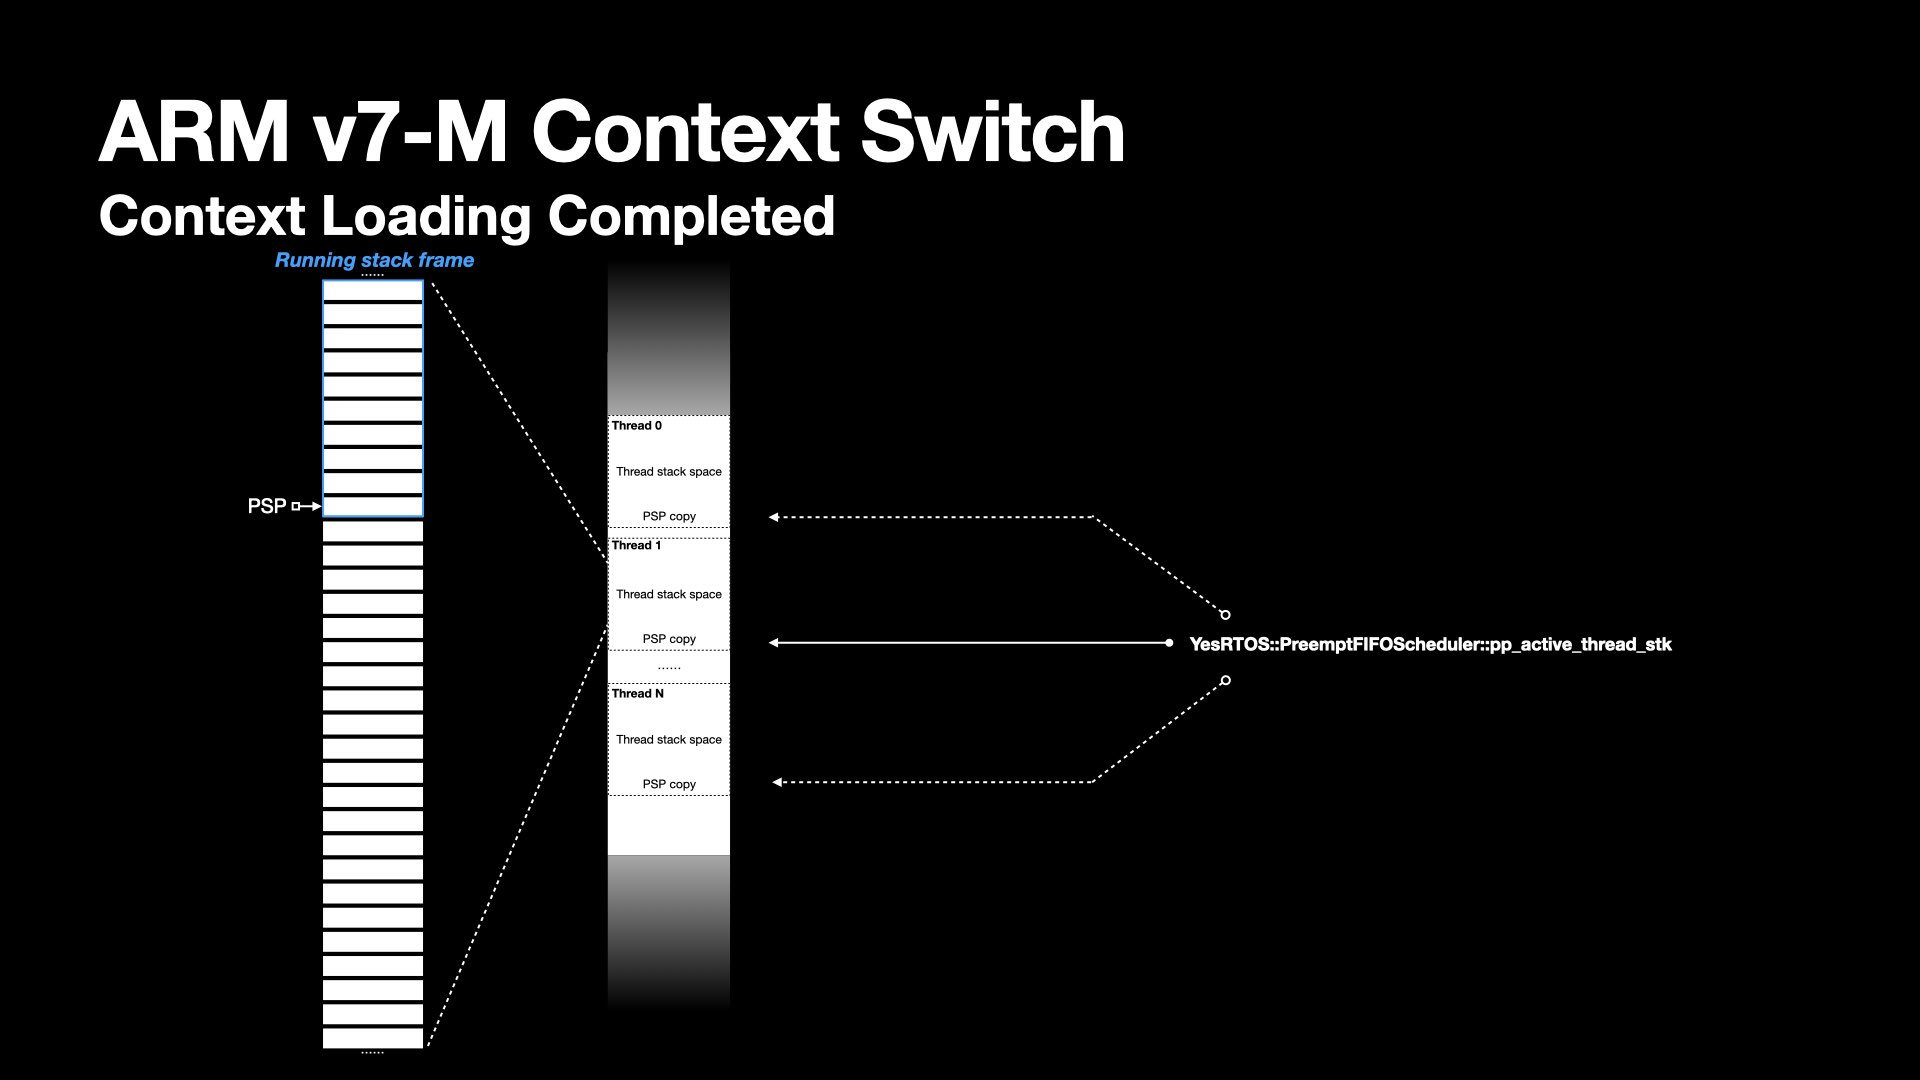 ARM v7-M Context Switch
Context Loading Completed
Running stack frame
......
PSP
......
Thread 0
Thread stack space
PSP copy
Thread 1
Thread stack space
PSP copy
......
Thread N
Thread stack space
PSP copy
YesRTOS::PreemptFIFOScheduler::pp_active_thread_stk